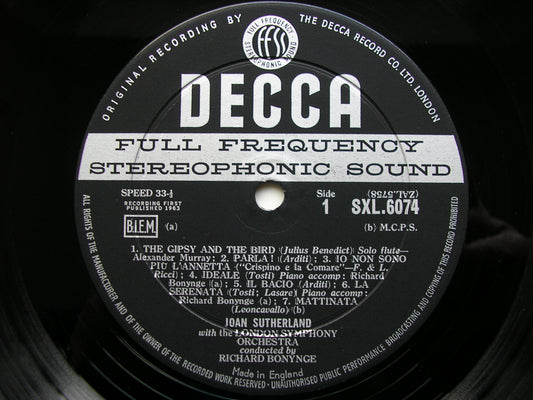 ORIGINAL RECORDING BY THE DECCA RECORD CO. LTD. LONDON
FULL FREQUENCY
FFSS
STEREOPHONIC SOUND
DECCA
FULL FREQUENCY
STEREOPHONIC SOUND
SPEED 33-⅓
RECORDING FIRST
PUBLISHED 1963
B.I.E.M. (a)
Side
1
(ZAL.5758)
SXL.6074
(b) M.C.P.S.
1. THE GIPSY AND THE BIRD (Julius Benedict) Solo flute—
Alexander Murray; 2. PARLA! (Arditi); 3. IO NON SONO
PIU L'ANNETTA ("Crispino e la Comare"—F. & L.
Ricci); 4. IDEALE (Tosti) Piano accomp: Richard
Bonynge (a); 5. IL BACIO (Arditi); 6. LA
SERENATA (Tosti; Lasare) Piano accomp:
Richard Bonynge (a); 7. MATTINATA
(Leoncavallo) (b)
JOAN SUTHERLAND
with the LONDON SYMPHONY
ORCHESTRA
conducted by
RICHARD BONYNGE
Made in England
ALL RIGHTS OF THE MANUFACTURER AND OF THE OWNER OF THE RECORDED WORK RESERVED · UNAUTHORISED PUBLIC PERFORMANCE BROADCASTING AND COPYING OF THIS RECORD PROHIBITED